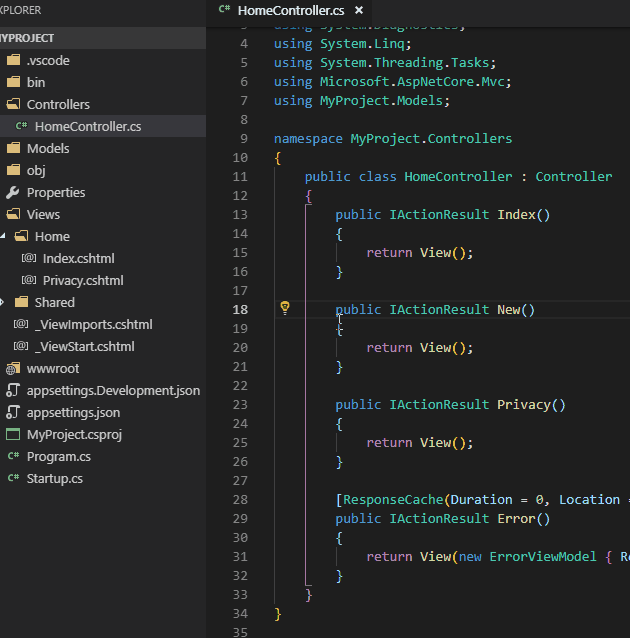 XPLORER
MYPROJECT
.vscode
bin
Controllers
C# HomeController.cs
Models
obj
Properties
Views
Home
[@] Index.cshtml
[@] Privacy.cshtml
Shared
[@] _ViewImports.cshtml
[@] _ViewStart.cshtml
wwwroot
appsettings.Development.json
appsettings.json
MyProject.csproj
C# Program.cs
C# Startup.cs
C# HomeController.cs ×
3 using System.Diagnostics;
4 using System.Linq;
5 using System.Threading.Tasks;
6 using Microsoft.AspNetCore.Mvc;
7 using MyProject.Models;
8
9 namespace MyProject.Controllers
10 {
11 public class HomeController : Controller
12 {
13 public IActionResult Index()
14 {
15 return View();
16 }
17
18 public IActionResult New()
19 {
20 return View();
21 }
22
23 public IActionResult Privacy()
24 {
25 return View();
26 }
27
28 [ResponseCache(Duration = 0, Location =
29 public IActionResult Error()
30 {
31 return View(new ErrorViewModel { Re
32 }
33 }
34 }
35